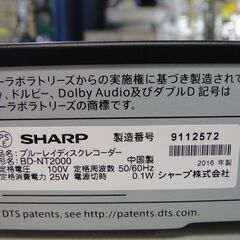 ーラボラトリーズからの実施権に基づき製造されて
ドルビー、Dolby Audio及びダブルD 記号は
ーラボラトリーズの商標です。
PS
E
SHARP
製造番号 9112572
品名:ブルーレイディスクレコーダー
形名:BD-NT2000
中国製
2016 年製
定格電圧 100V 定格周波数 50/60Hz
定格消費電力 25W 電源切時 0.1W
シャープ株式会社
DTS patents, see http://patents.dts.com.